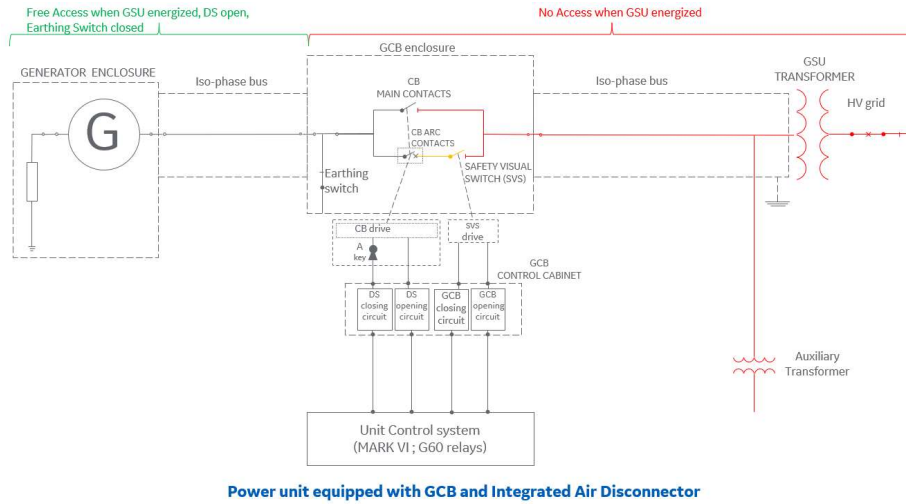 Free Access when GSU energized, DS open,
Earthing Switch closed
No Access when GSU energized
GCB enclosure
GENERATOR ENCLOSURE
Iso-phase bus
CB
MAIN CONTACTS
Iso-phase bus
GSU
TRANSFORMER
HV grid
G
CB ARC
CONTACTS
SAFETY VISUAL
SWITCH (SVS)
Earthing
switch
CB drive
svs
drive
A
key
GCB
CONTROL CABINET
DS
closing
circuit
DS
opening
circuit
GCB
closing
circuit
GCB
opening
circuit
Auxiliary
Transformer
Unit Control system
(MARK VI ; G60 relays)
Power unit equipped with GCB and Integrated Air Disconnector